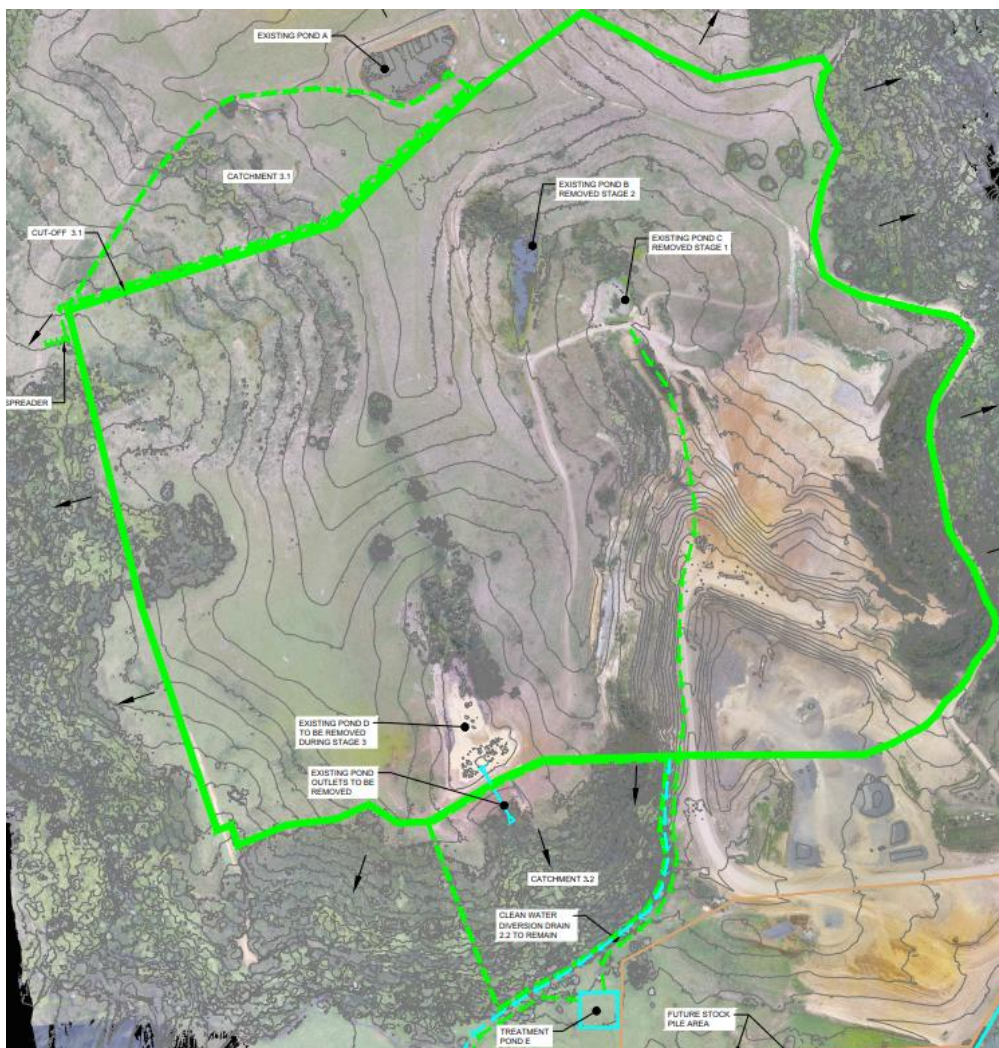 EXISTING POND A
CATCHMENT 3.1
EXISTING POND B
REMOVED STAGE 2
CUT-OFF 3.1
EXISTING POND C
REMOVED STAGE 1
SPREADER
EXISTING POND D
TO BE REMOVED
DURING STAGE 3
EXISTING POND
OUTLETS TO BE
REMOVED
CATCHMENT 3.2
CLEAN WATER
DIVERSION DRAIN
2.2 TO REMAIN
TREATMENT
POND E
FUTURE STOCK
PILE AREA